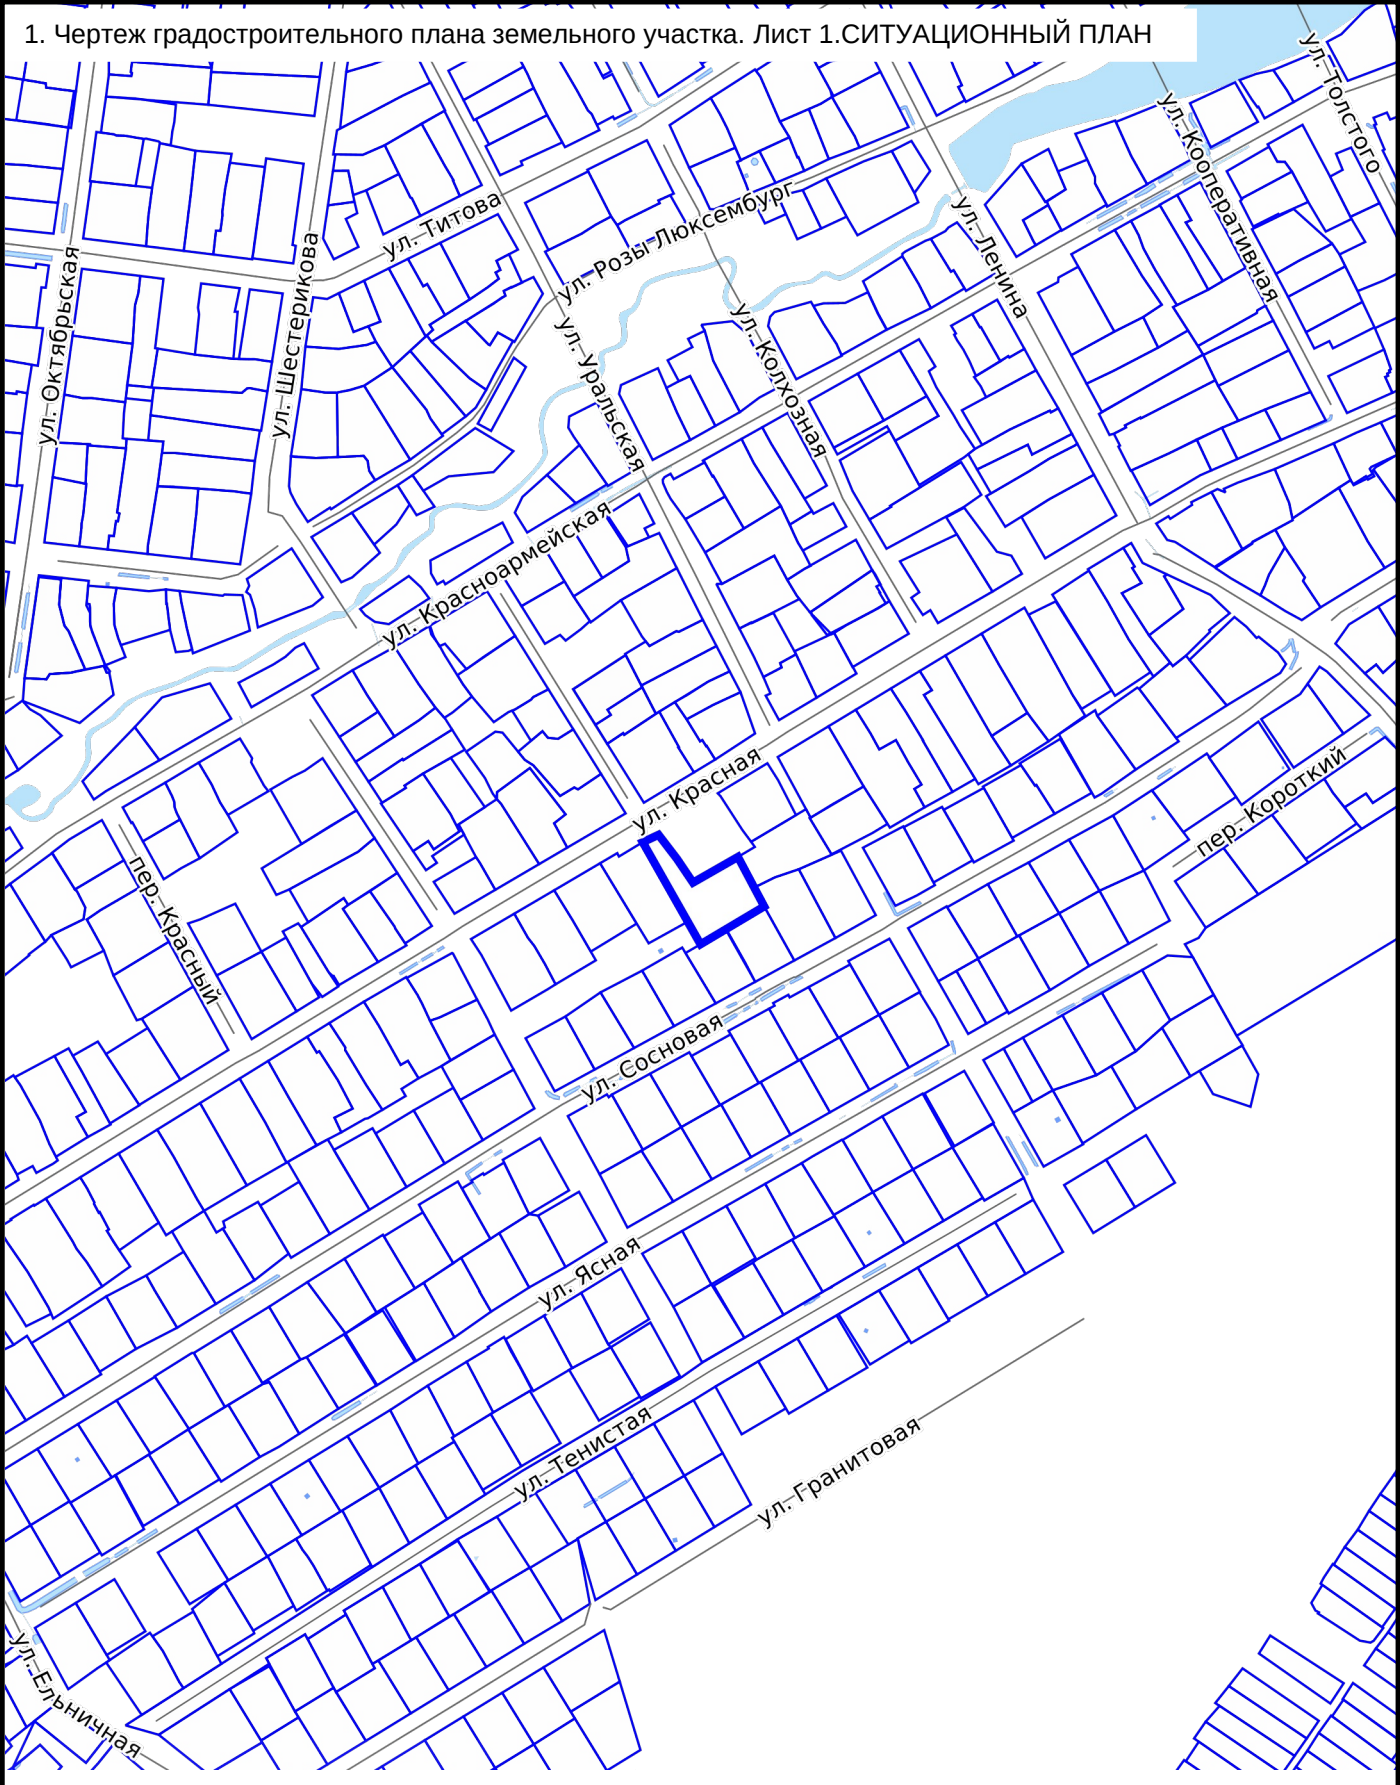 1. Чертеж градостроительного плана земельного участка. Лист 1.СИТУАЦИОННЫЙ ПЛАН
ул. Толстого
ул. Кооперативная
ул. Титова
ул. Розы Люксембург
ул. Ленина
ул. Октябрьская
ул. Шестерикова
ул. Уральская
ул. Колхозная
ул. Красноармейская
ул. Красная
пер. Короткий
пер. Красный
ул. Сосновая
ул. Ясная
ул. Тенистая
ул. Гранитовая
ул. Ельничная